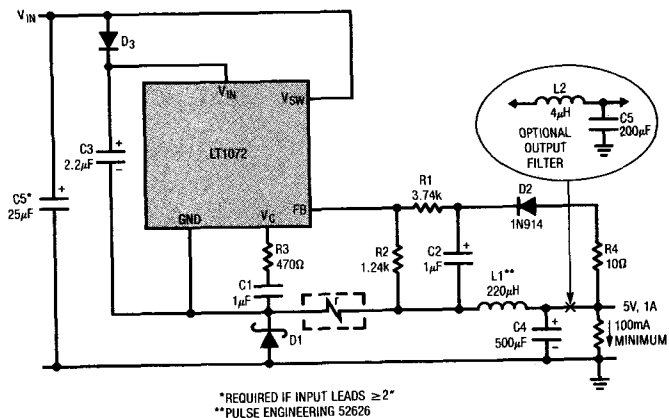 VIN
D3
VIN
VSW
L2
4μH
C5
200μF
OPTIONAL
OUTPUT
FILTER
C3
2.2μF
+
−
LT1072
C5*
25μF
+
GND
VC
FB
R1
3.74k
D2
1N914
R3
470Ω
R2
1.24k
C2
1μF
+
R4
10Ω
C1
1μF
r
L1**
220μH
5V, 1A
D1
C4
500μF
+
−
100mA
MINIMUM
*REQUIRED IF INPUT LEADS ≥2"
**PULSE ENGINEERING 52626